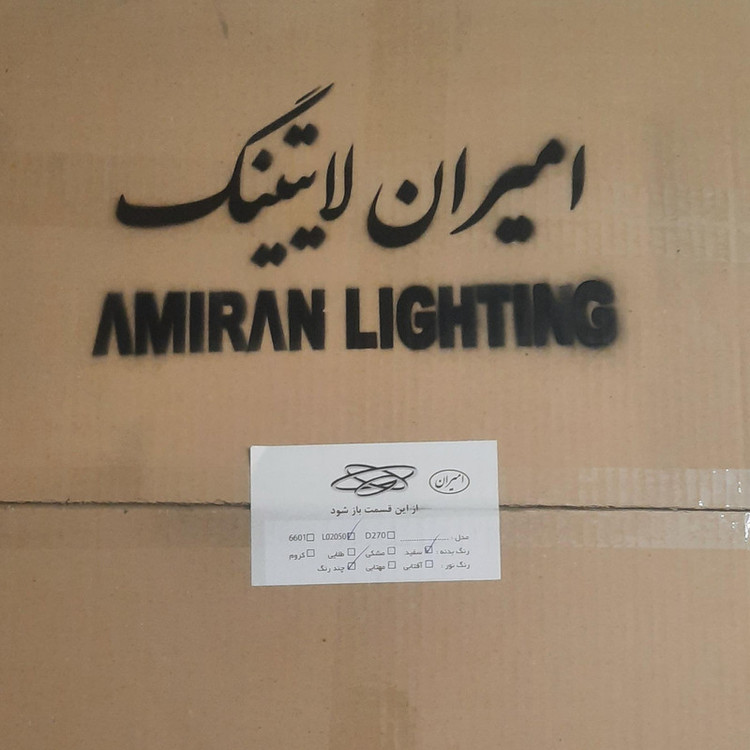 امیران لایتینگ
AMIRAN LIGHTING
امیران
از این قسمت باز شود
مدل : D270 L02050 6601
رنگ بدنه : سفید مشکی طلایی کروم
رنگ نور : آفتابی مهتابی چند رنگ